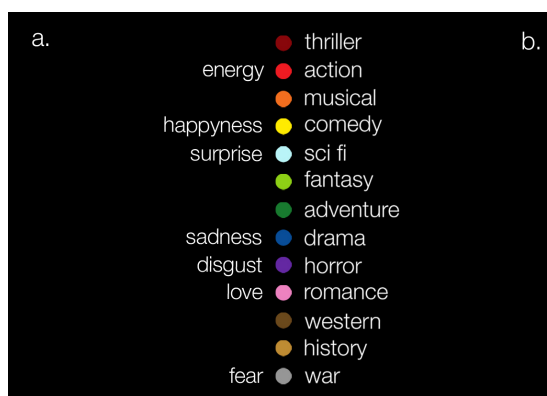 a.
b.
thriller
energy action
musical
happyness comedy
surprise sci fi
fantasy
adventure
sadness drama
disgust horror
love romance
western
history
fear war